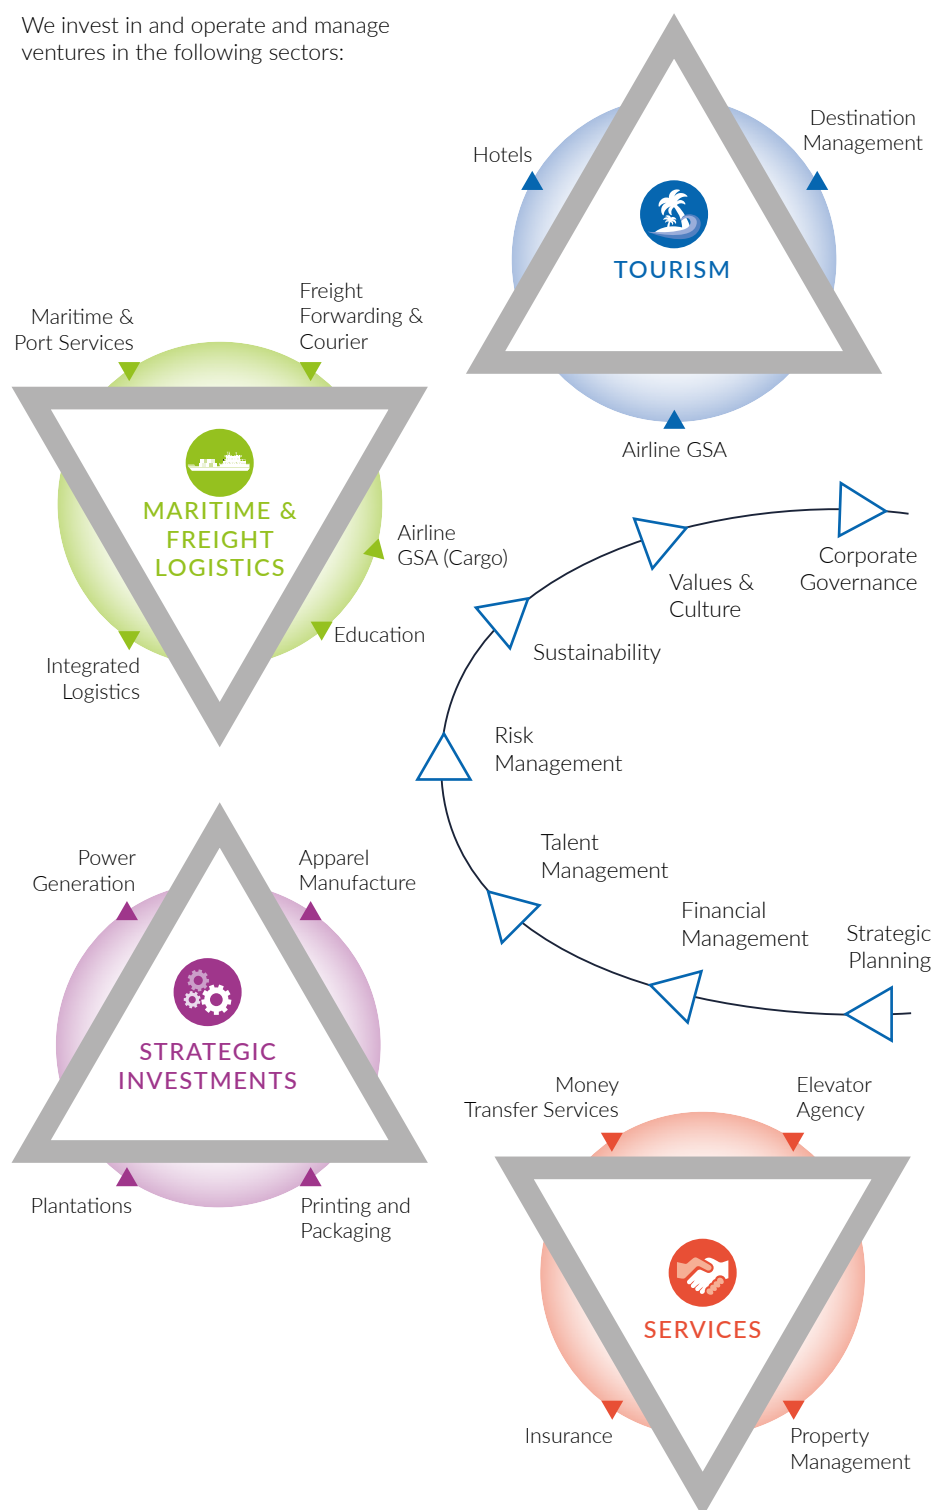 We invest in and operate and manage
ventures in the following sectors:
Hotels
Destination
Management
TOURISM
Airline GSA
Maritime &
Port Services
Freight
Forwarding &
Courier
MARITIME &
FREIGHT
LOGISTICS
Airline
GSA (Cargo)
Education
Integrated
Logistics
Corporate
Governance
Values &
Culture
Sustainability
Risk
Management
Talent
Management
Financial
Management
Strategic
Planning
Power
Generation
Apparel
Manufacture
STRATEGIC
INVESTMENTS
Plantations
Printing and
Packaging
Money
Transfer Services
Elevator
Agency
SERVICES
Insurance
Property
Management